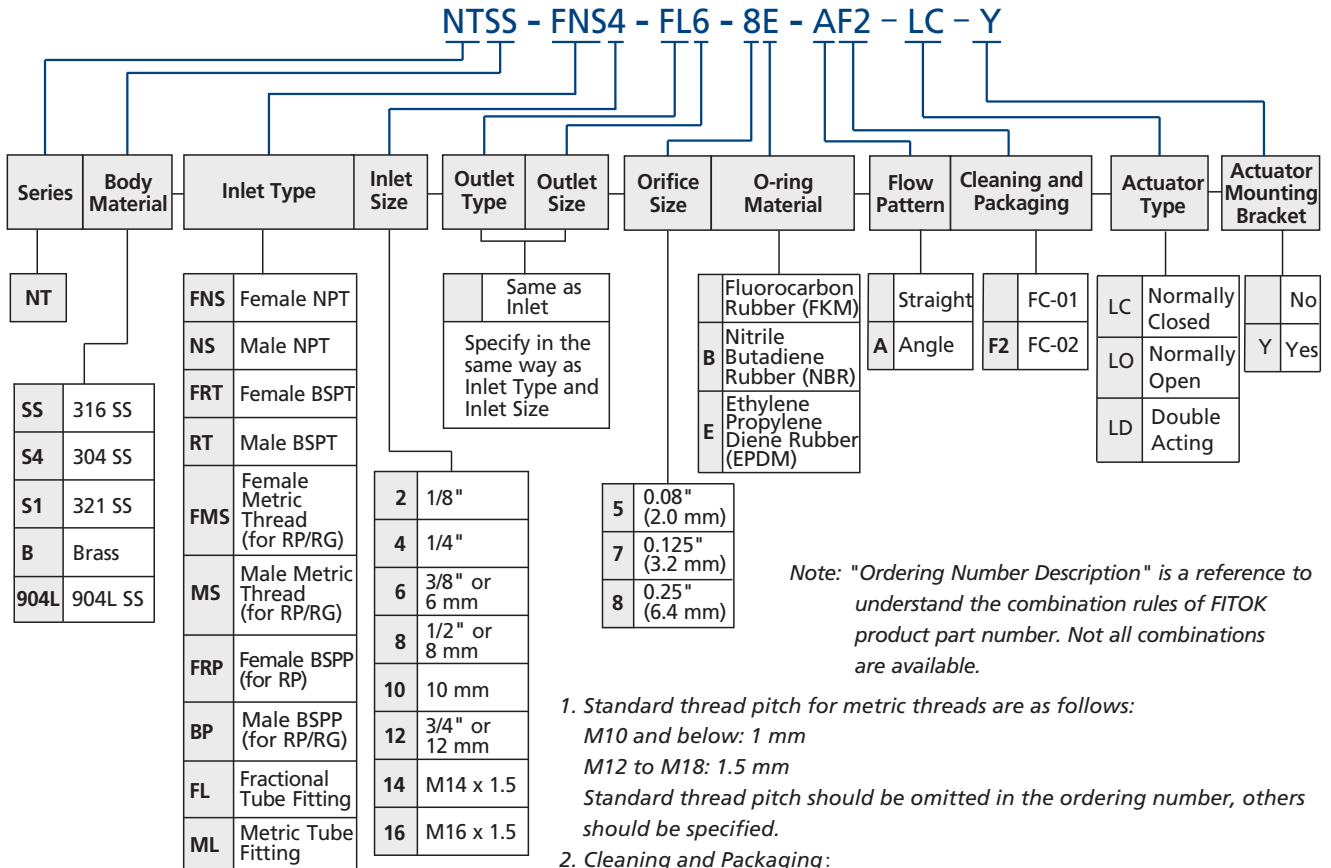 NTSS - FNS4 - FL6 - 8E - AF2 - LC - Y
Series
Body
Material
Inlet Type
Inlet
Size
Outlet
Type
Outlet
Size
Orifice
Size
O-ring
Material
Flow
Pattern
Cleaning and
Packaging
Actuator
Type
Actuator
Mounting
Bracket
NT
SS 316 SS
S4 304 SS
S1 321 SS
B Brass
904L 904L SS
FNS Female NPT
NS Male NPT
FRT Female BSPT
RT Male BSPT
FMS Female
Metric
Thread
(for RP/RG)
MS Male Metric
Thread
(for RP/RG)
FRP Female BSPP
(for RP)
BP Male BSPP
(for RP/RG)
FL Fractional
Tube Fitting
ML Metric Tube
Fitting
2 1/8"
4 1/4"
6 3/8" or
6 mm
8 1/2" or
8 mm
10 10 mm
12 3/4" or
12 mm
14 M14 x 1.5
16 M16 x 1.5
Same as
Inlet
Specify in the
same way as
Inlet Type and
Inlet Size
5 0.08"
(2.0 mm)
7 0.125"
(3.2 mm)
8 0.25"
(6.4 mm)
Fluorocarbon
Rubber (FKM)
B Nitrile
Butadiene
Rubber (NBR)
E Ethylene
Propylene
Diene Rubber
(EPDM)
Straight
A Angle
FC-01
F2 FC-02
LC Normally
Closed
LO Normally
Open
LD Double
Acting
No
Y Yes
Note: "Ordering Number Description" is a reference to
understand the combination rules of FITOK
product part number. Not all combinations
are available.
1. Standard thread pitch for metric threads are as follows:
M10 and below: 1 mm
M12 to M18: 1.5 mm
Standard thread pitch should be omitted in the ordering number, others
should be specified.
2. Cleaning and Packaging: